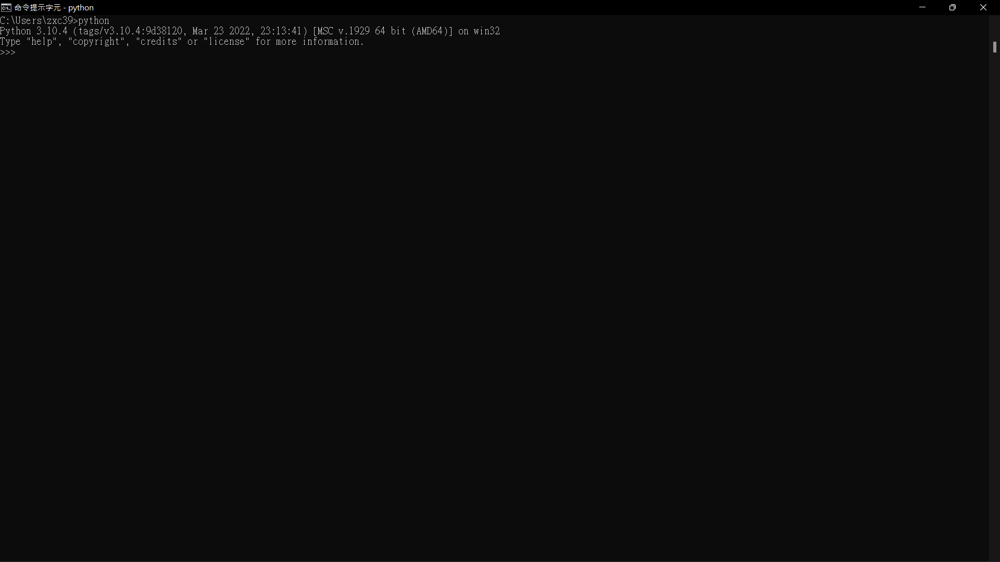 命令提示字元 - python
C:\Users\zxc39>python
Python 3.10.4 (tags/v3.10.4:9d38120, Mar 23 2022, 23:13:41) [MSC v.1929 64 bit (AMD64)] on win32
Type "help", "copyright", "credits" or "license" for more information.
>>>